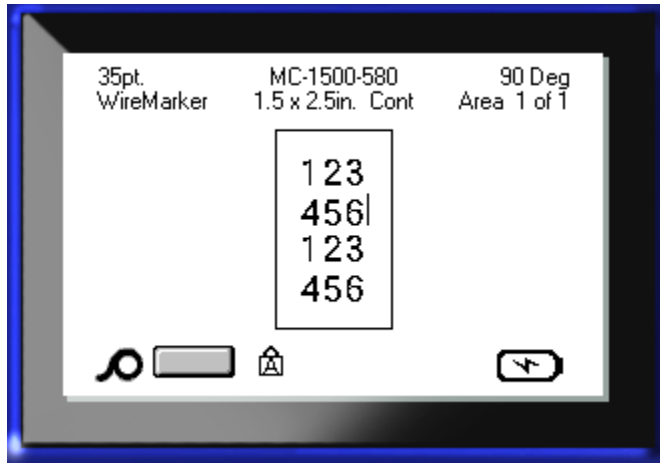 35pt. MC-1500-580 90 Deg
WireMarker 1.5 x 2.5in. Cont Area 1 of 1
123
456
123
456
A